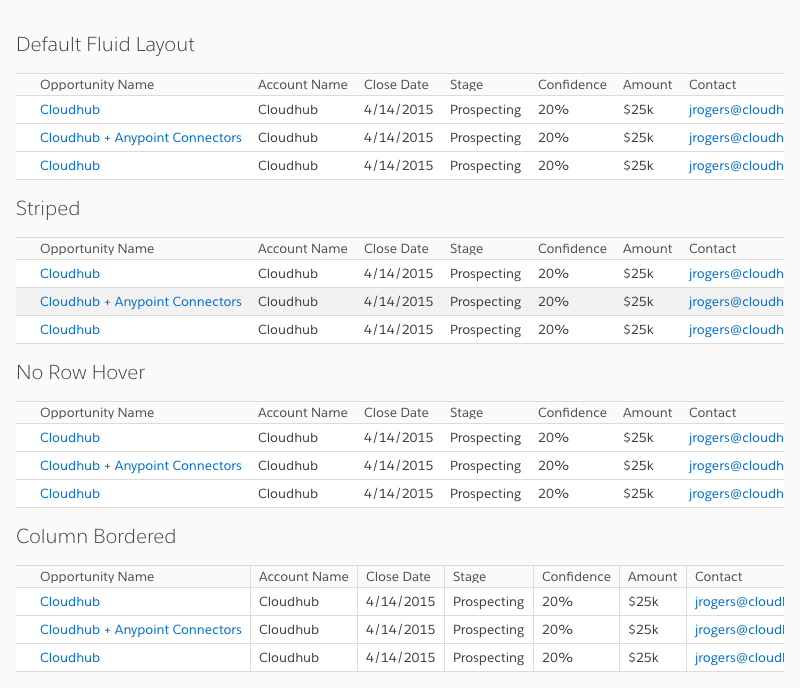 Default Fluid Layout
Opportunity Name Account Name Close Date Stage Confidence Amount Contact
Cloudhub Cloudhub 4/14/2015 Prospecting 20% $25k jrogers@cloudh
Cloudhub + Anypoint Connectors Cloudhub 4/14/2015 Prospecting 20% $25k jrogers@cloudh
Cloudhub Cloudhub 4/14/2015 Prospecting 20% $25k jrogers@cloudh
Striped
Opportunity Name Account Name Close Date Stage Confidence Amount Contact
Cloudhub Cloudhub 4/14/2015 Prospecting 20% $25k jrogers@cloudh
Cloudhub + Anypoint Connectors Cloudhub 4/14/2015 Prospecting 20% $25k jrogers@cloudh
Cloudhub Cloudhub 4/14/2015 Prospecting 20% $25k jrogers@cloudh
No Row Hover
Opportunity Name Account Name Close Date Stage Confidence Amount Contact
Cloudhub Cloudhub 4/14/2015 Prospecting 20% $25k jrogers@cloudh
Cloudhub + Anypoint Connectors Cloudhub 4/14/2015 Prospecting 20% $25k jrogers@cloudh
Cloudhub Cloudhub 4/14/2015 Prospecting 20% $25k jrogers@cloudh
Column Bordered
Opportunity Name Account Name Close Date Stage Confidence Amount Contact
Cloudhub Cloudhub 4/14/2015 Prospecting 20% $25k jrogers@cloud
Cloudhub + Anypoint Connectors Cloudhub 4/14/2015 Prospecting 20% $25k jrogers@cloud
Cloudhub Cloudhub 4/14/2015 Prospecting 20% $25k jrogers@cloud